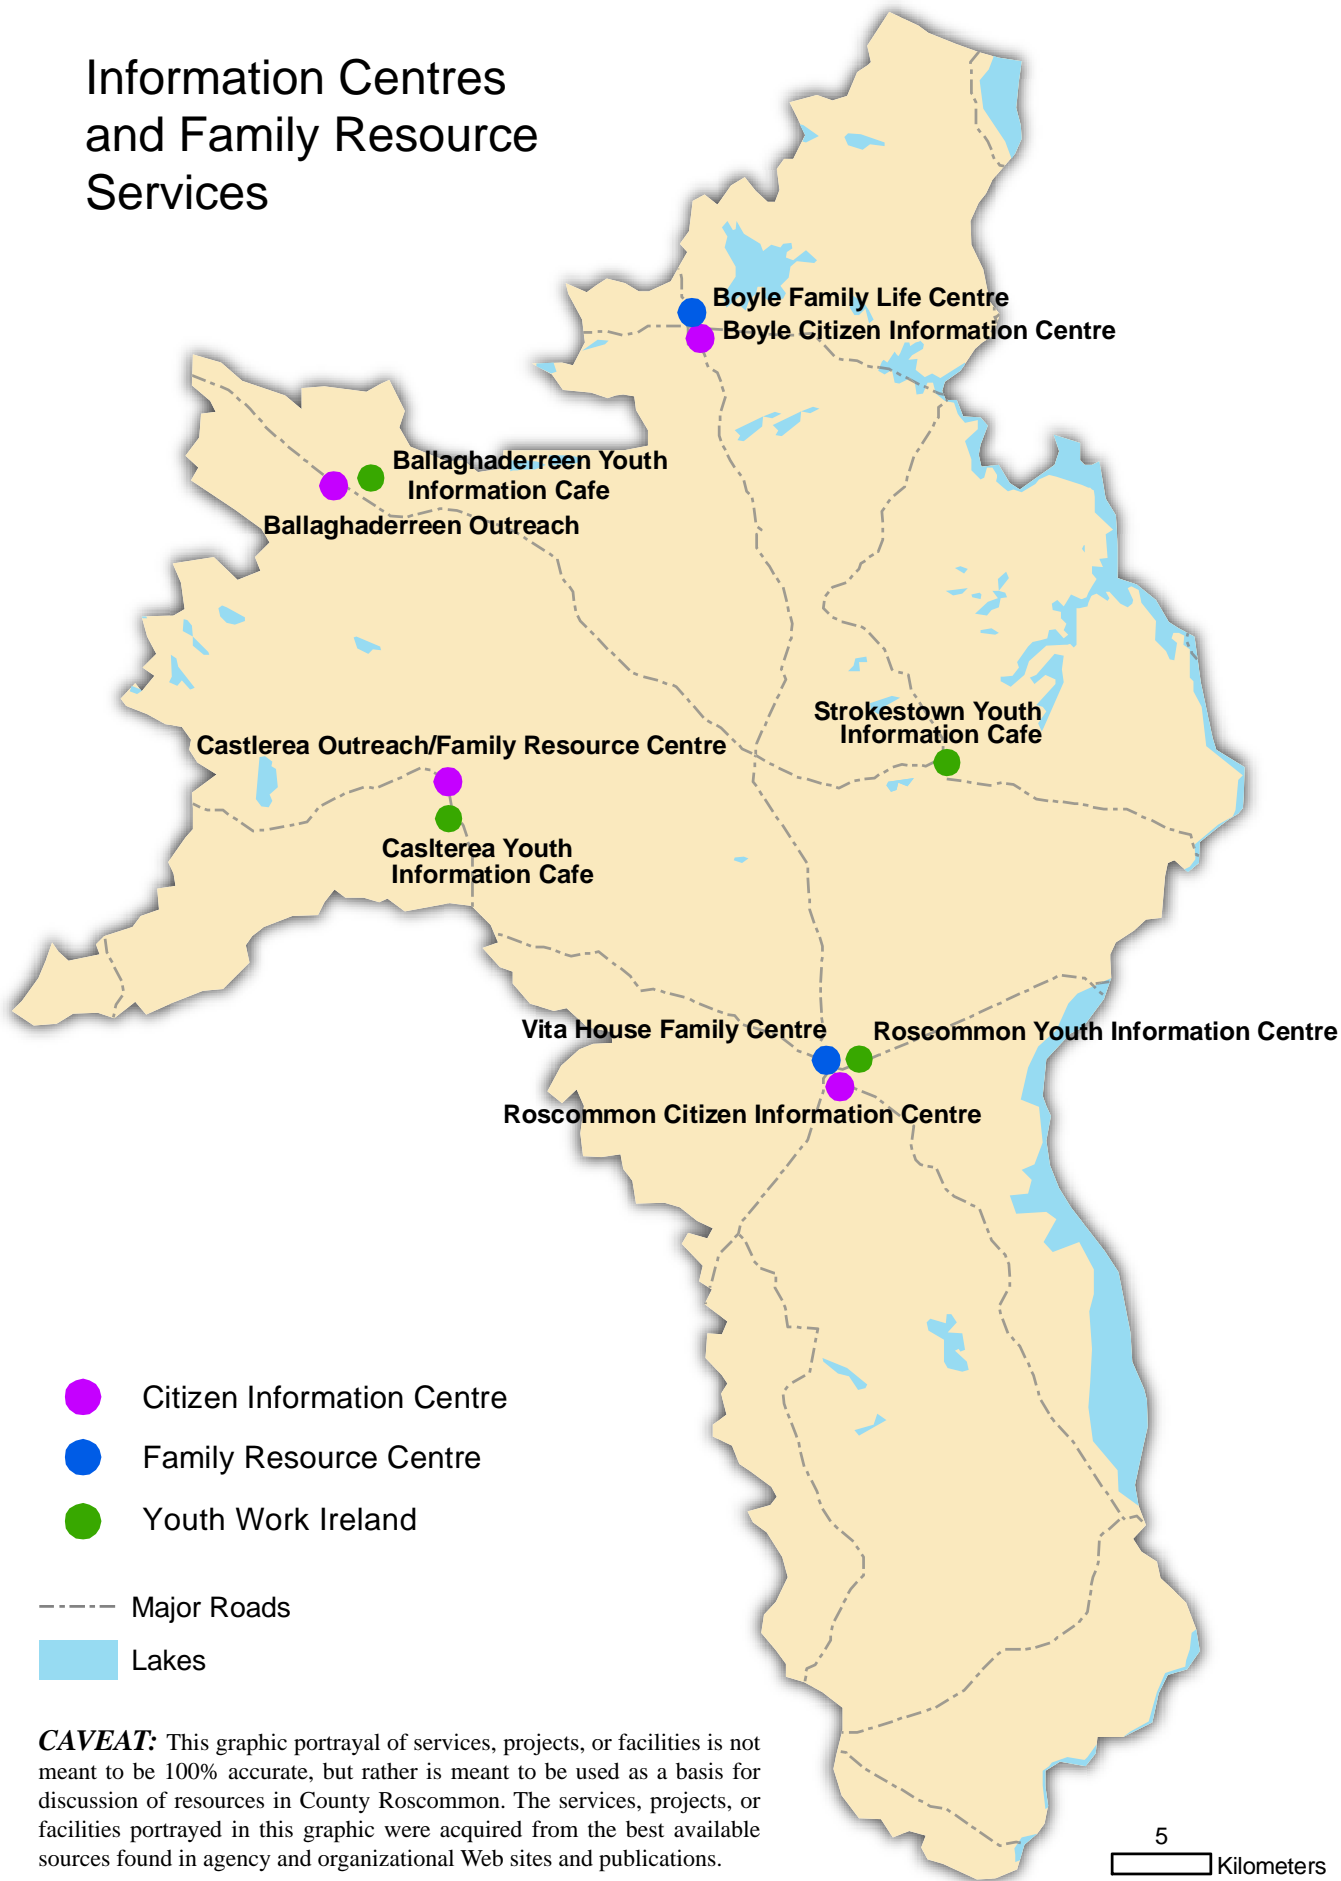 Information Centres
and Family Resource
Services
Boyle Family Life Centre
Boyle Citizen Information Centre
Ballaghaderreen Youth
Information Cafe
Ballaghaderreen Outreach
Strokestown Youth
Information Cafe
Castlerea Outreach/Family Resource Centre
Caslterea Youth
Information Cafe
Vita House Family Centre
Roscommon Youth Information Centre
Roscommon Citizen Information Centre
Citizen Information Centre
Family Resource Centre
Youth Work Ireland
Major Roads
Lakes
CAVEAT: This graphic portrayal of services, projects, or facilities is not
meant to be 100% accurate, but rather is meant to be used as a basis for
discussion of resources in County Roscommon. The services, projects, or
facilities portrayed in this graphic were acquired from the best available
sources found in agency and organizational Web sites and publications.
5
Kilometers